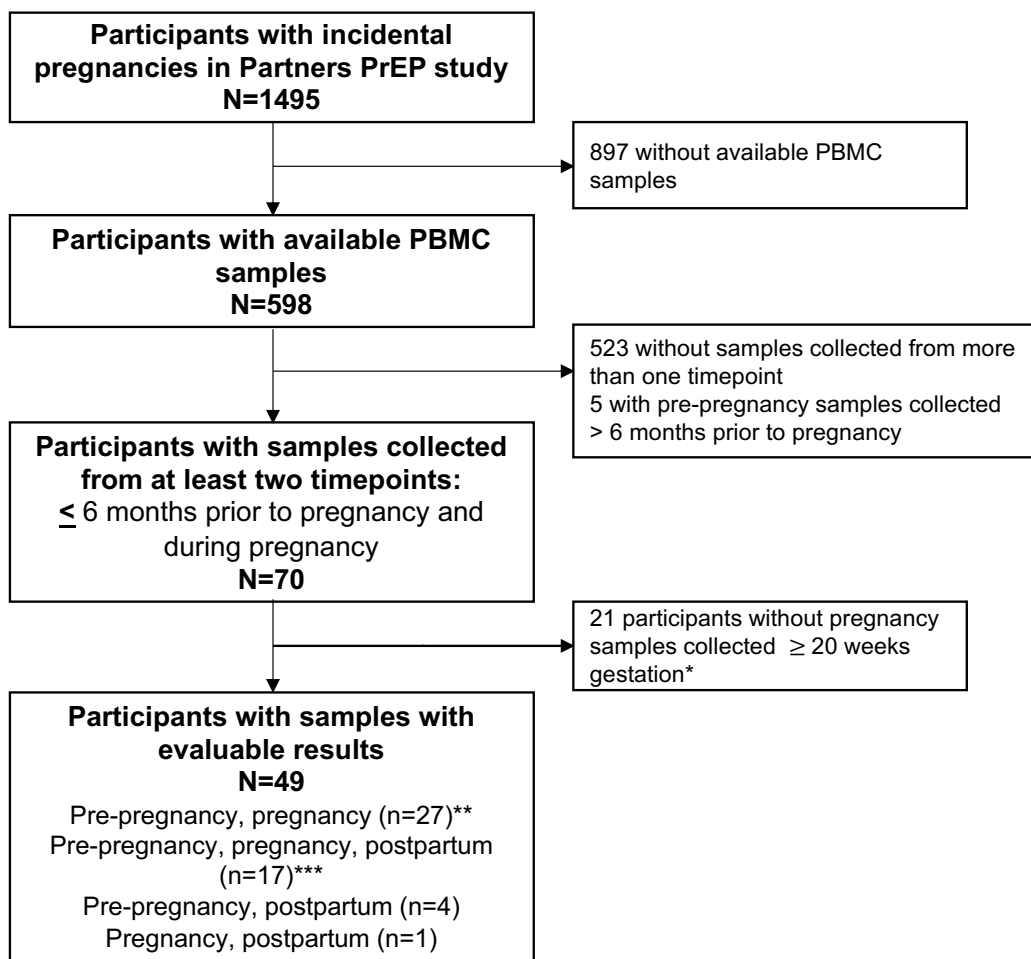 Participants with incidental
pregnancies in Partners PrEP study
N=1495
897 without available PBMC
samples
Participants with available PBMC
samples
N=598
523 without samples collected from more
than one timepoint
5 with pre-pregnancy samples collected
> 6 months prior to pregnancy
Participants with samples collected
from at least two timepoints:
≤ 6 months prior to pregnancy and
during pregnancy
N=70
21 participants without pregnancy
samples collected ≥ 20 weeks
gestation*
Participants with samples with
evaluable results
N=49
Pre-pregnancy, pregnancy (n=27)**
Pre-pregnancy, pregnancy, postpartum
(n=17)***
Pre-pregnancy, postpartum (n=4)
Pregnancy, postpartum (n=1)